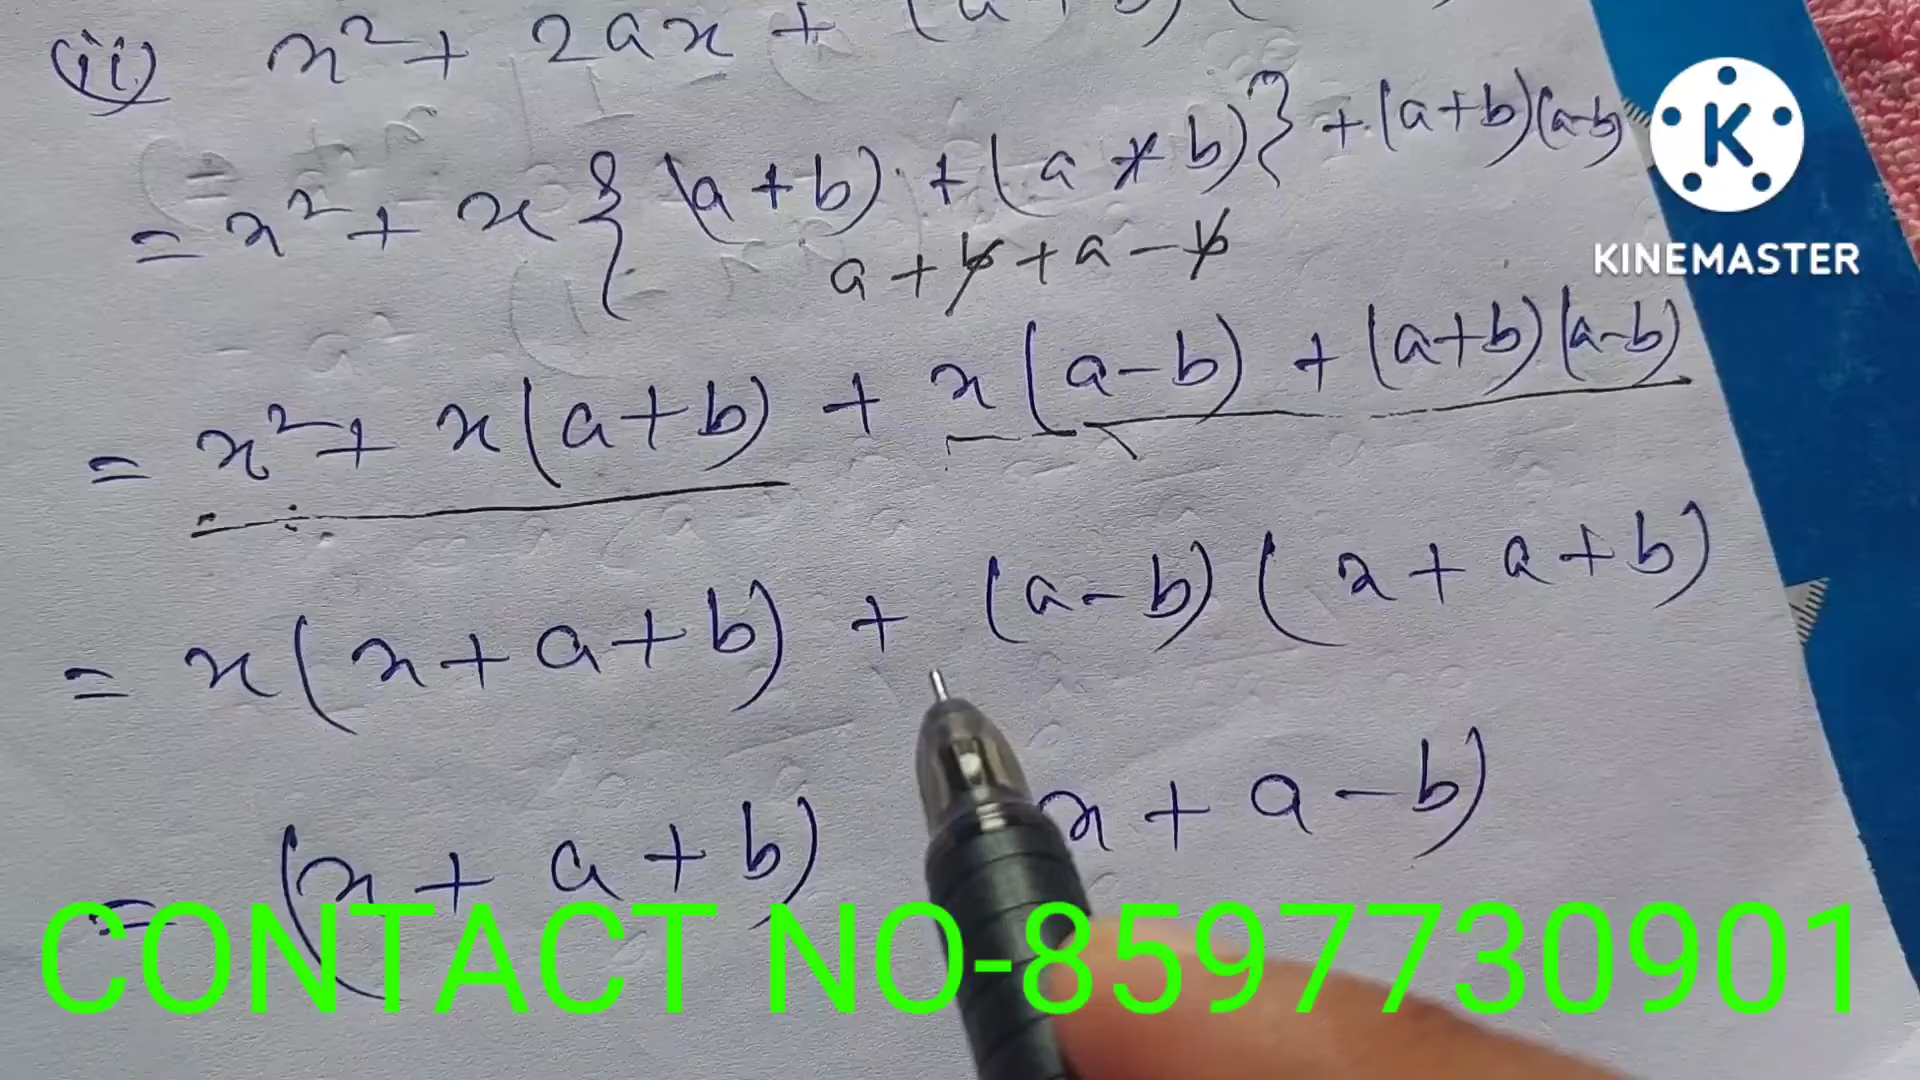 (ii) x² + 2ax + (a+b)(
= x² + x { (a + b) + (a - b) } + (a+b)(a-b)
a + b + a - b
= x² + x(a+b) + x(a-b) + (a+b)(a-b)
= x(x+a+b) + (a-b)(x+a+b)
= (x + a + b) x + a - b)
CONTACT NO-8597730901
K
KINEMASTER